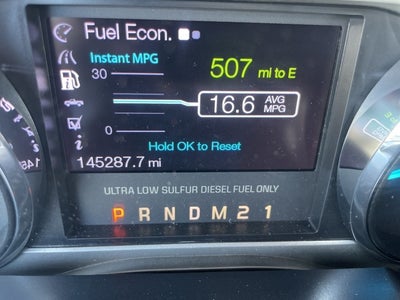 Fuel Econ.
Instant MPG
30
507 mi to E
16.6 AVG MPG
0
Hold OK to Reset
145287.7 mi
ULTRA LOW SULFUR DIESEL FUEL ONLY
P R N D M 2 1